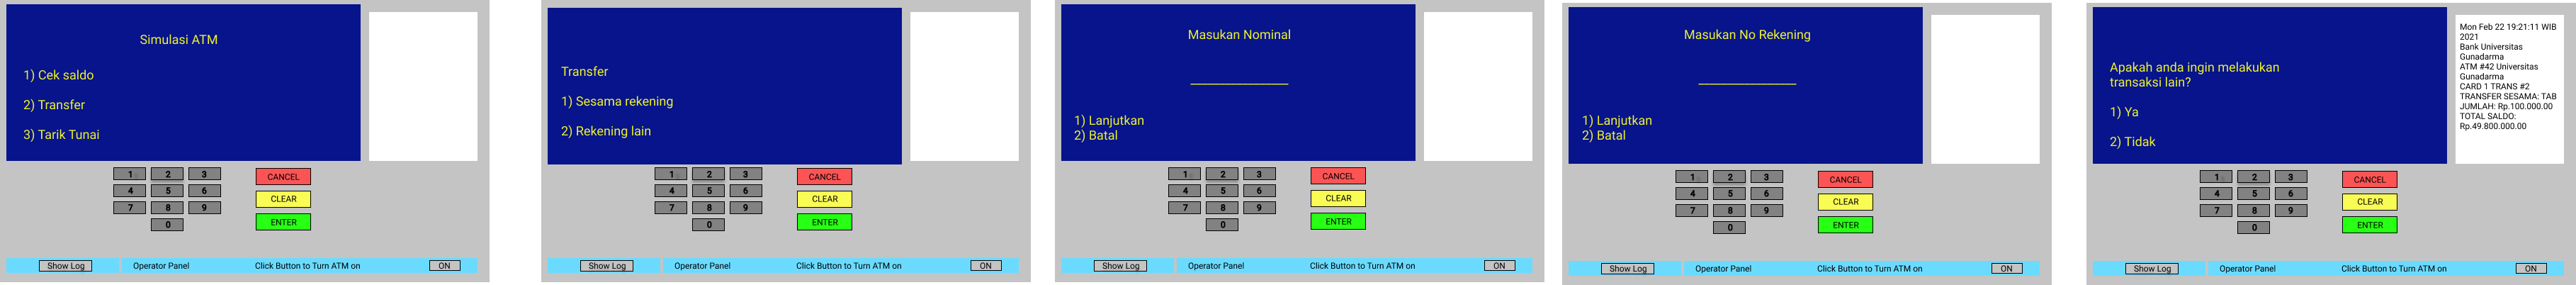 Simulasi ATM
1) Cek saldo
2) Transfer
3) Tarik Tunai
1 2 3
4 5 6
7 8 9
0
CANCEL
CLEAR
ENTER
Show Log
Operator Panel
Click Button to Turn ATM on
ON
Transfer
1) Sesama rekening
2) Rekening lain
1 2 3
4 5 6
7 8 9
0
CANCEL
CLEAR
ENTER
Show Log
Operator Panel
Click Button to Turn ATM on
ON
Masukan Nominal
1) Lanjutkan
2) Batal
1 2 3
4 5 6
7 8 9
0
CANCEL
CLEAR
ENTER
Show Log
Operator Panel
Click Button to Turn ATM on
ON
Masukan No Rekening
1) Lanjutkan
2) Batal
1 2 3
4 5 6
7 8 9
0
CANCEL
CLEAR
ENTER
Show Log
Operator Panel
Click Button to Turn ATM on
ON
Apakah anda ingin melakukan
transaksi lain?
1) Ya
2) Tidak
Mon Feb 22 19:21:11 WIB
2021
Bank Universitas
Gunadarma
ATM #42 Universitas
Gunadarma
CARD 1 TRANS #2
TRANSFER SESAMA: TAB
JUMLAH: Rp.100.000.00
TOTAL SALDO:
Rp.49.800.000.00
1 2 3
4 5 6
7 8 9
0
CANCEL
CLEAR
ENTER
Show Log
Operator Panel
Click Button to Turn ATM on
ON